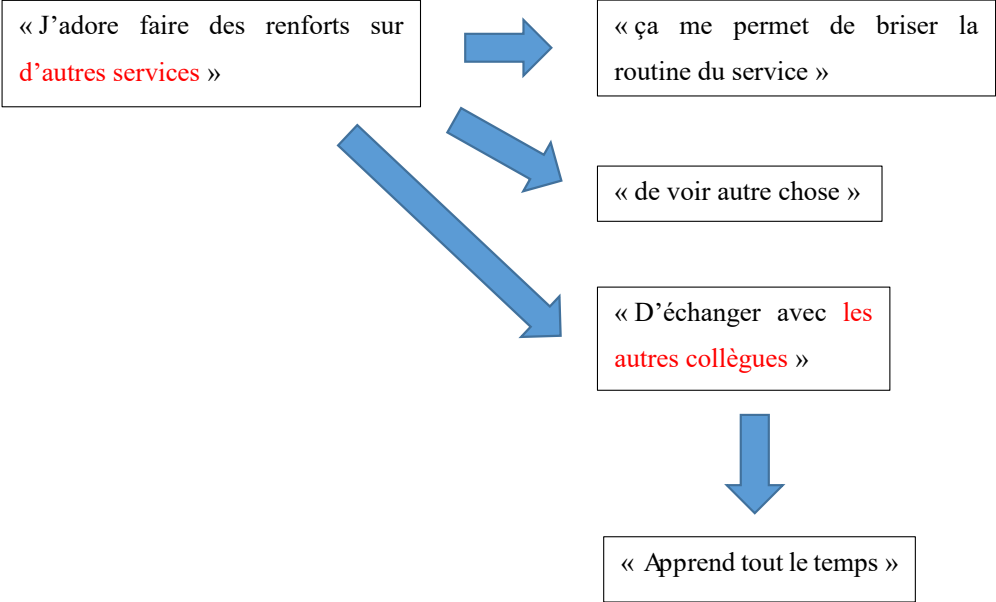 « J’adore faire des renforts sur
d’autres services »
« ça me permet de briser la
routine du service »
« de voir autre chose »
« D’échanger avec les
autres collègues »
« Apprend tout le temps »